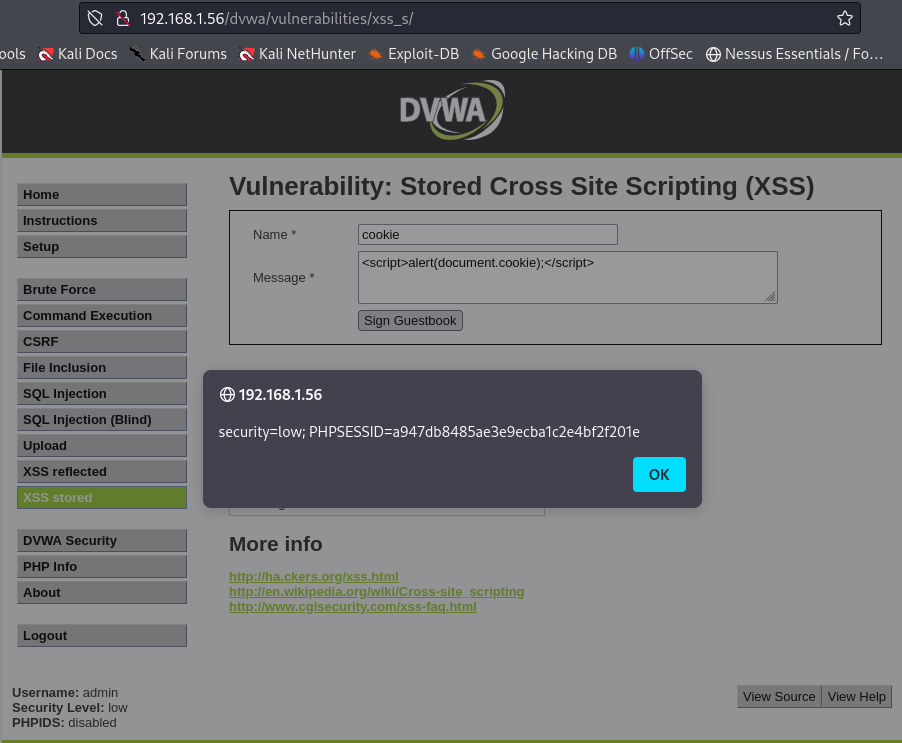 192.168.1.56/dvwa/vulnerabilities/xss_s/
ools Kali Docs Kali Forums Kali NetHunter Exploit-DB Google Hacking DB OffSec Nessus Essentials / Fo…
DVWA
Home
Instructions
Setup
Brute Force
Command Execution
CSRF
File Inclusion
SQL Injection
SQL Injection (Blind)
Upload
XSS reflected
XSS stored
DVWA Security
PHP Info
About
Logout
Vulnerability: Stored Cross Site Scripting (XSS)
Name * cookie
Message * <script>alert(document.cookie);</script>
Sign Guestbook
192.168.1.56
security=low; PHPSESSID=a947db8485ae3e9ecba1c2e4bf2f201e
OK
More info
http://ha.ckers.org/xss.html
http://en.wikipedia.org/wiki/Cross-site_scripting
http://www.cgisecurity.com/xss-faq.html
Username: admin
Security Level: low
PHPIDS: disabled
View Source View Help